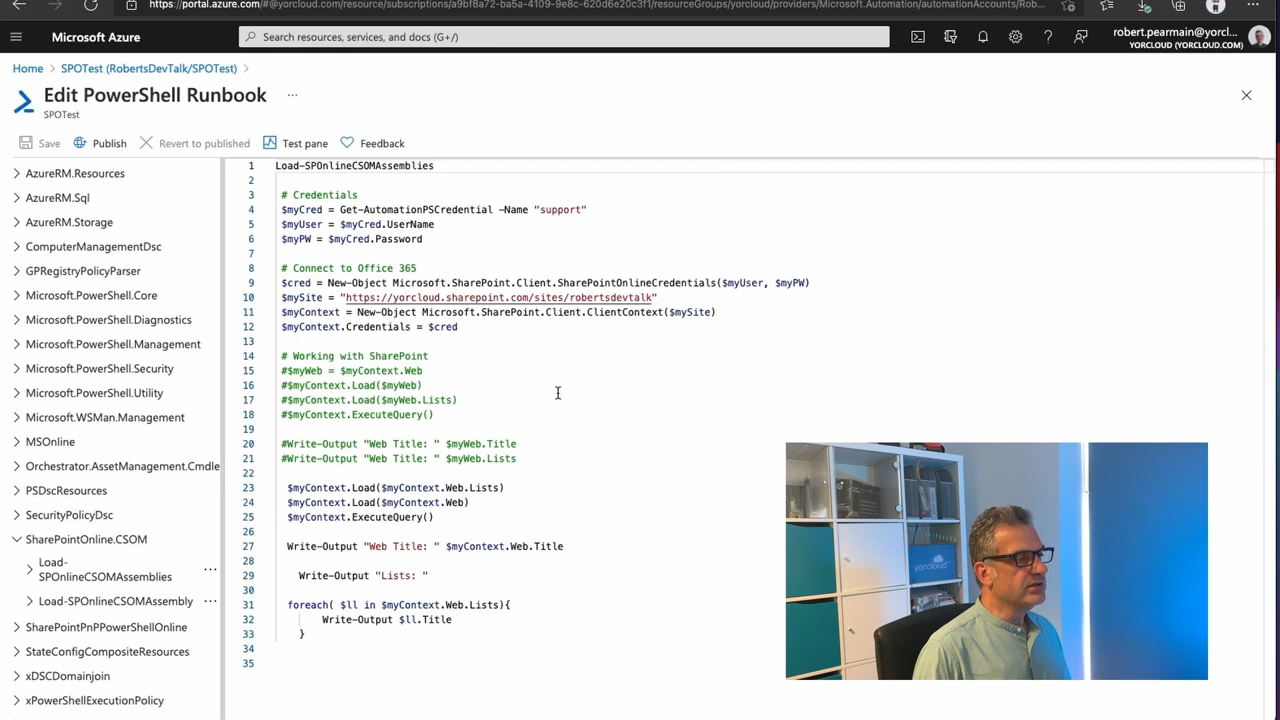 https://portal.azure.com/#@yorcloud.com/resource/subscriptions/a9bf8a72-ba5a-4109-9e8c-620d6e20c3f1/resourceGroups/yorcloud/providers/Microsoft.Automation/automationAccounts/Rob...
Microsoft Azure
Search resources, services, and docs (G+/)
robert.pearmain@yorcl...
YORCLOUD (YORCLOUD.COM)
Home > SPOTest (RobertsDevTalk/SPOTest) >
Edit PowerShell Runbook ...
SPOTest
Save Publish Revert to published Test pane Feedback
AzureRM.Resources
AzureRM.Sql
AzureRM.Storage
ComputerManagementDsc
GPRegistryPolicyParser
Microsoft.PowerShell.Core
Microsoft.PowerShell.Diagnostics
Microsoft.PowerShell.Management
Microsoft.PowerShell.Security
Microsoft.PowerShell.Utility
Microsoft.WSMan.Management
MSOnline
Orchestrator.AssetManagement.Cmdle
PSDscResources
SecurityPolicyDsc
SharePointOnline.CSOM
Load-
SPOnlineCSOMAssemblies ...
Load-SPOnlineCSOMAssembly ...
SharePointPnPPowerShellOnline
StateConfigCompositeResources
xDSCDomainjoin
xPowerShellExecutionPolicy
1 Load-SPOnlineCSOMAssemblies
2
3 # Credentials
4 $myCred = Get-AutomationPSCredential –Name "support"
5 $myUser = $myCred.UserName
6 $myPW = $myCred.Password
7
8 # Connect to Office 365
9 $cred = New-Object Microsoft.SharePoint.Client.SharePointOnlineCredentials($myUser, $myPW)
10 $mySite = "https://yorcloud.sharepoint.com/sites/robertsdevtalk"
11 $myContext = New-Object Microsoft.SharePoint.Client.ClientContext($mySite)
12 $myContext.Credentials = $cred
13
14 # Working with SharePoint
15 #$myWeb = $myContext.Web
16 #$myContext.Load($myWeb)
17 #$myContext.Load($myWeb.Lists)
18 #$myContext.ExecuteQuery()
19
20 #Write-Output "Web Title: " $myWeb.Title
21 #Write-Output "Web Title: " $myWeb.Lists
22
23 $myContext.Load($myContext.Web.Lists)
24 $myContext.Load($myContext.Web)
25 $myContext.ExecuteQuery()
26
27 Write-Output "Web Title: " $myContext.Web.Title
28
29 Write-Output "Lists: "
30
31 foreach( $ll in $myContext.Web.Lists){
32 Write-Output $ll.Title
33 }
34
35
yorcloud